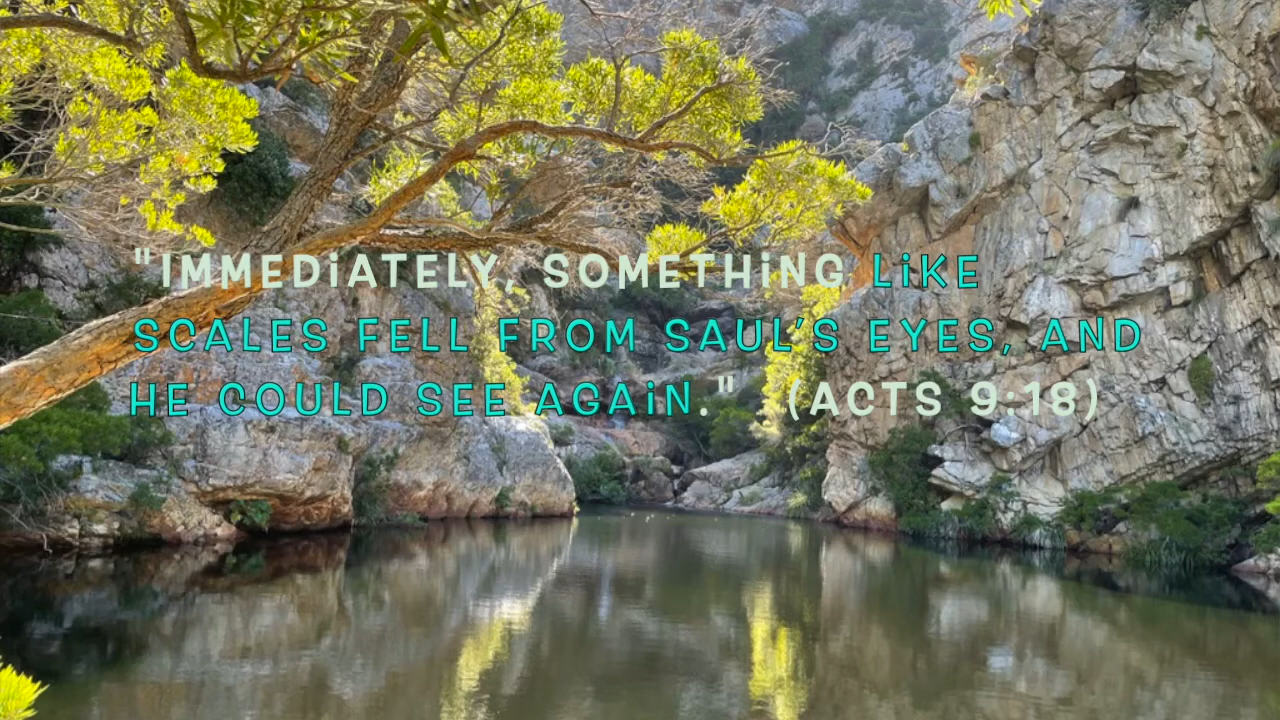 "IMMEDiATELY, SOMETHiNG LiKE
SCALES FELL FROM SAUL'S EYES, AND
HE COULD SEE AGAiN."  (ACTS 9:18)